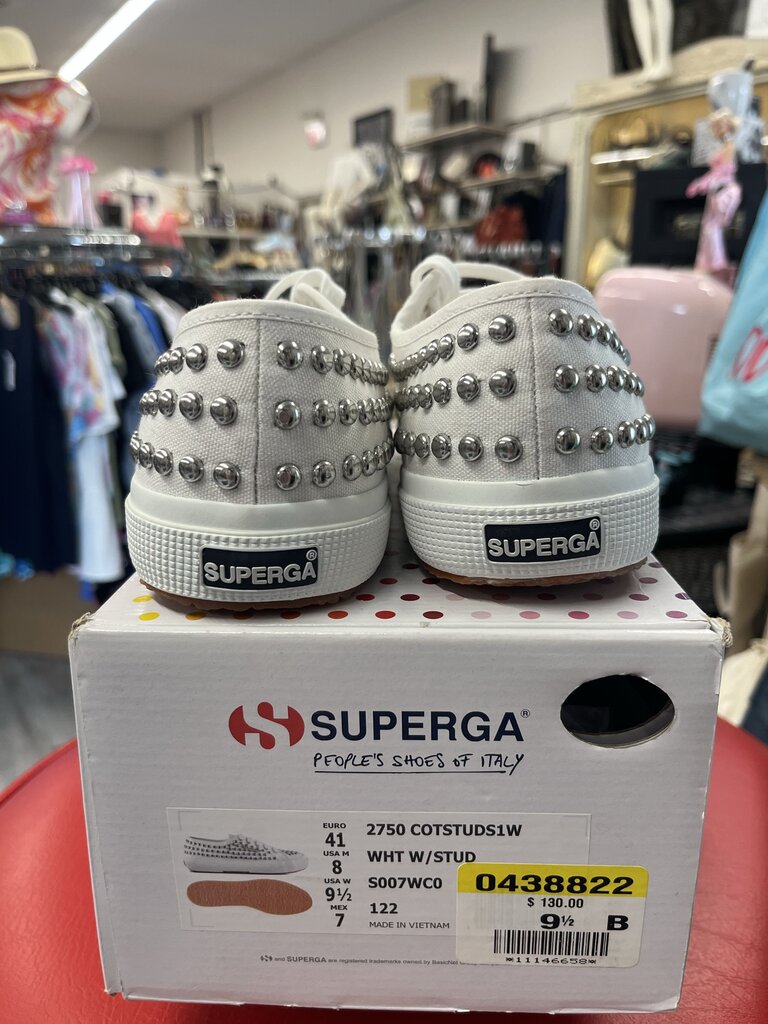 SUPERGA®
SUPERGA®
SUPERGA®
PEOPLE'S SHOES OF ITALY
EURO
41
USA M
8
USA W
9½
MEX
7
2750 COTSTUDS1W
WHT W/STUD
S007WC0
122
MADE IN VIETNAM
0438822
$ 130.00
9½ B
*11146658*
and SUPERGA are registered trademarks owned by BasicNet